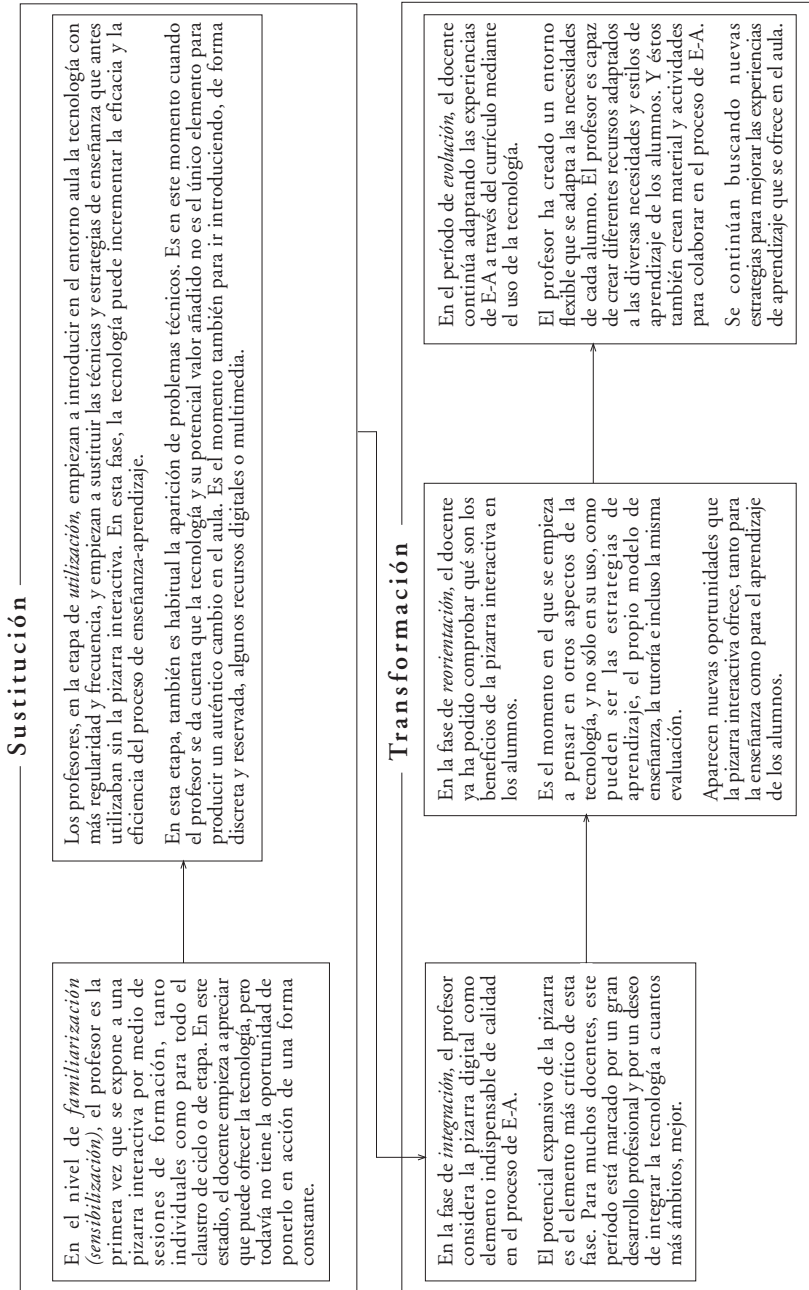 Sustitución
En el nivel de familiarización
(sensibilización), el profesor es la
primera vez que se expone a una
pizarra interactiva por medio de
sesiones de formación, tanto
individuales como para todo el
claustro de ciclo o de etapa. En este
estadio, el docente empieza a apreciar
que puede ofrecer la tecnología, pero
todavía no tiene la oportunidad de
ponerlo en acción de una forma
constante.
Los profesores, en la etapa de utilización, empiezan a introducir en el entorno aula la tecnología con
más regularidad y frecuencia, y empiezan a sustituir las técnicas y estrategias de enseñanza que antes
utilizaban sin la pizarra interactiva. En esta fase, la tecnología puede incrementar la eficacia y la
eficiencia del proceso de enseñanza-aprendizaje.
En esta etapa, también es habitual la aparición de problemas técnicos. Es en este momento cuando
el profesor se da cuenta que la tecnología y su potencial valor añadido no es el único elemento para
producir un auténtico cambio en el aula. Es el momento también para ir introduciendo, de forma
discreta y reservada, algunos recursos digitales o multimedia.
Transformación
En la fase de integración, el profesor
considera la pizarra digital como
elemento indispensable de calidad
en el proceso de E-A.
El potencial expansivo de la pizarra
es el elemento más crítico de esta
fase. Para muchos docentes, este
período está marcado por un gran
desarrollo profesional y por un deseo
de integrar la tecnología a cuantos
más ámbitos, mejor.
En la fase de reorientación, el docente
ya ha podido comprobar qué son los
beneficios de la pizarra interactiva en
los alumnos.
Es el momento en el que se empieza
a pensar en otros aspectos de la
tecnología, y no sólo en su uso, como
pueden ser las estrategias de
aprendizaje, el propio modelo de
enseñanza, la tutoría e incluso la misma
evaluación.
Aparecen nuevas oportunidades que
la pizarra interactiva ofrece, tanto para
la enseñanza como para el aprendizaje
de los alumnos.
En el período de evolución, el docente
continúa adaptando las experiencias
de E-A a través del currículo mediante
el uso de la tecnología.
El profesor ha creado un entorno
flexible que se adapta a las necesidades
de cada alumno. El profesor es capaz
de crear diferentes recursos adaptados
a las diversas necesidades y estilos de
aprendizaje de los alumnos. Y éstos
también crean material y actividades
para colaborar en el proceso de E-A.
Se continúan buscando nuevas
estrategias para mejorar las experiencias
de aprendizaje que se ofrece en el aula.